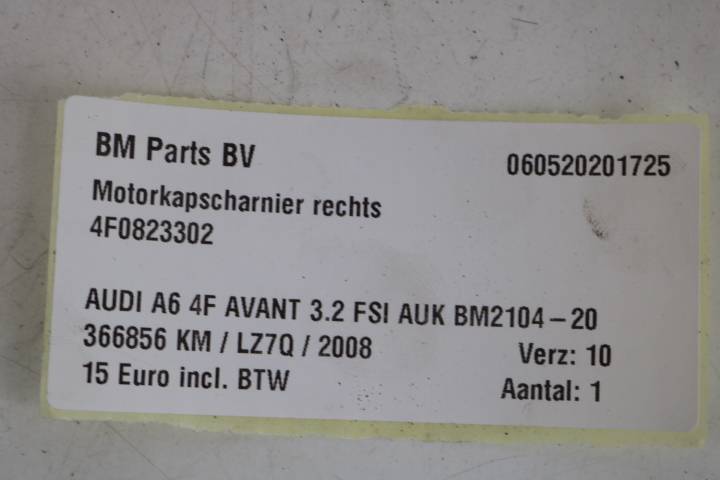 BM Parts BV 060520201725
Motorkapscharnier rechts
4F0823302
AUDI A6 4F AVANT 3.2 FSI AUK BM2104-20
366856 KM / LZ7Q / 2008 Verz: 10
15 Euro incl. BTW Aantal: 1